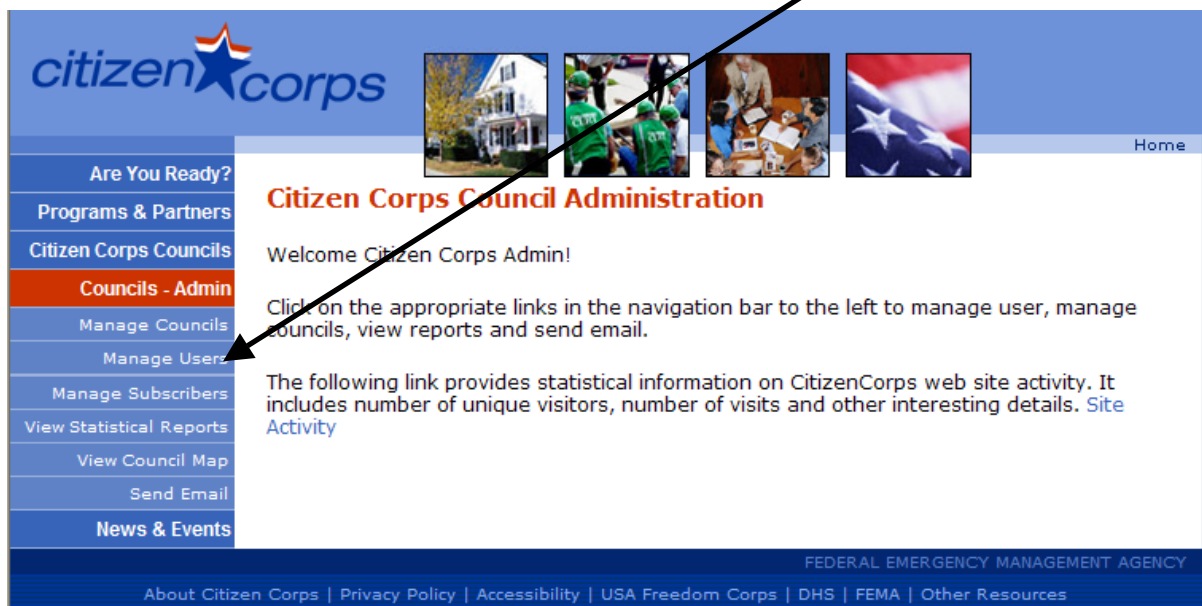 citizen corps
Home
Are You Ready?
Programs & Partners
Citizen Corps Councils
Councils - Admin
Manage Councils
Manage Users
Manage Subscribers
View Statistical Reports
View Council Map
Send Email
News & Events
Citizen Corps Council Administration
Welcome Citizen Corps Admin!
Click on the appropriate links in the navigation bar to the left to manage user, manage
councils, view reports and send email.
The following link provides statistical information on CitizenCorps web site activity. It
includes number of unique visitors, number of visits and other interesting details. Site
Activity
FEDERAL EMERGENCY MANAGEMENT AGENCY
About Citizen Corps | Privacy Policy | Accessibility | USA Freedom Corps | DHS | FEMA | Other Resources